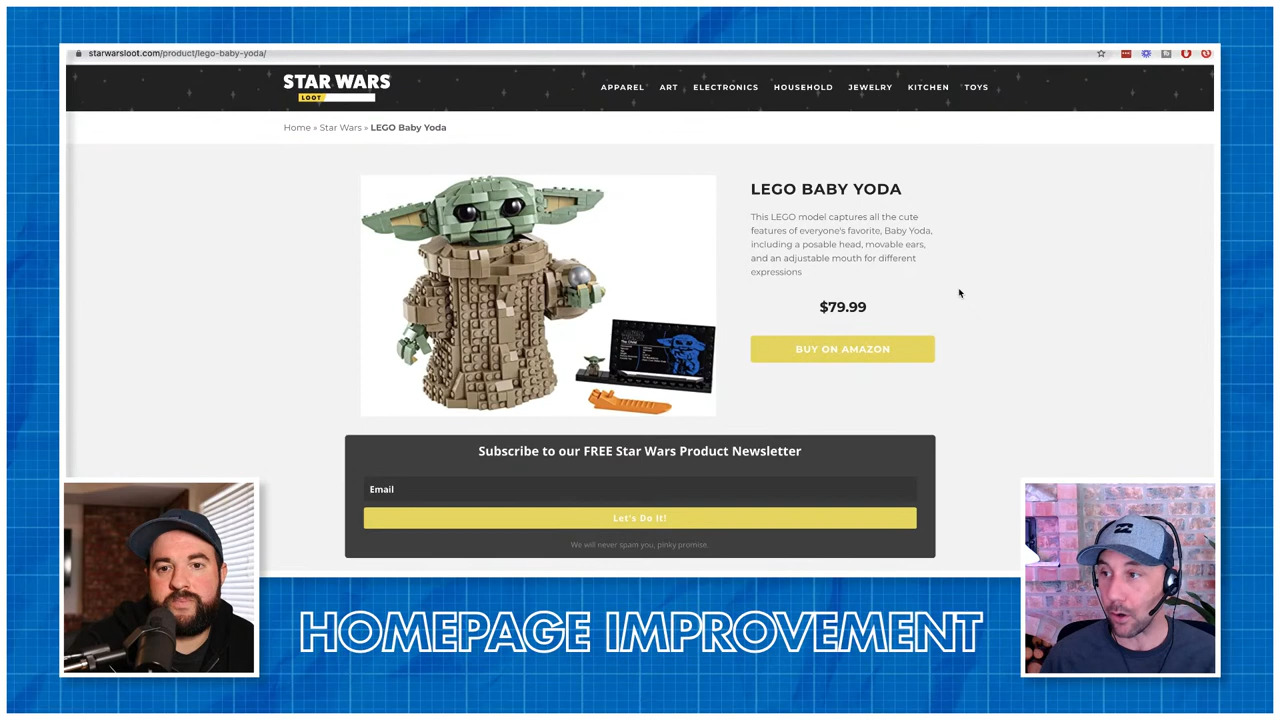 starwarsloot.com/product/lego-baby-yoda/
STAR WARS
LOOT
APPAREL ART ELECTRONICS HOUSEHOLD JEWELRY KITCHEN TOYS
Home » Star Wars » LEGO Baby Yoda
LEGO BABY YODA
This LEGO model captures all the cute
features of everyone's favorite, Baby Yoda,
including a posable head, movable ears,
and an adjustable mouth for different
expressions
$79.99
BUY ON AMAZON
Subscribe to our FREE Star Wars Product Newsletter
Email
Let's Do It!
We will never spam you, pinky promise.
HOMEPAGE IMPROVEMENT